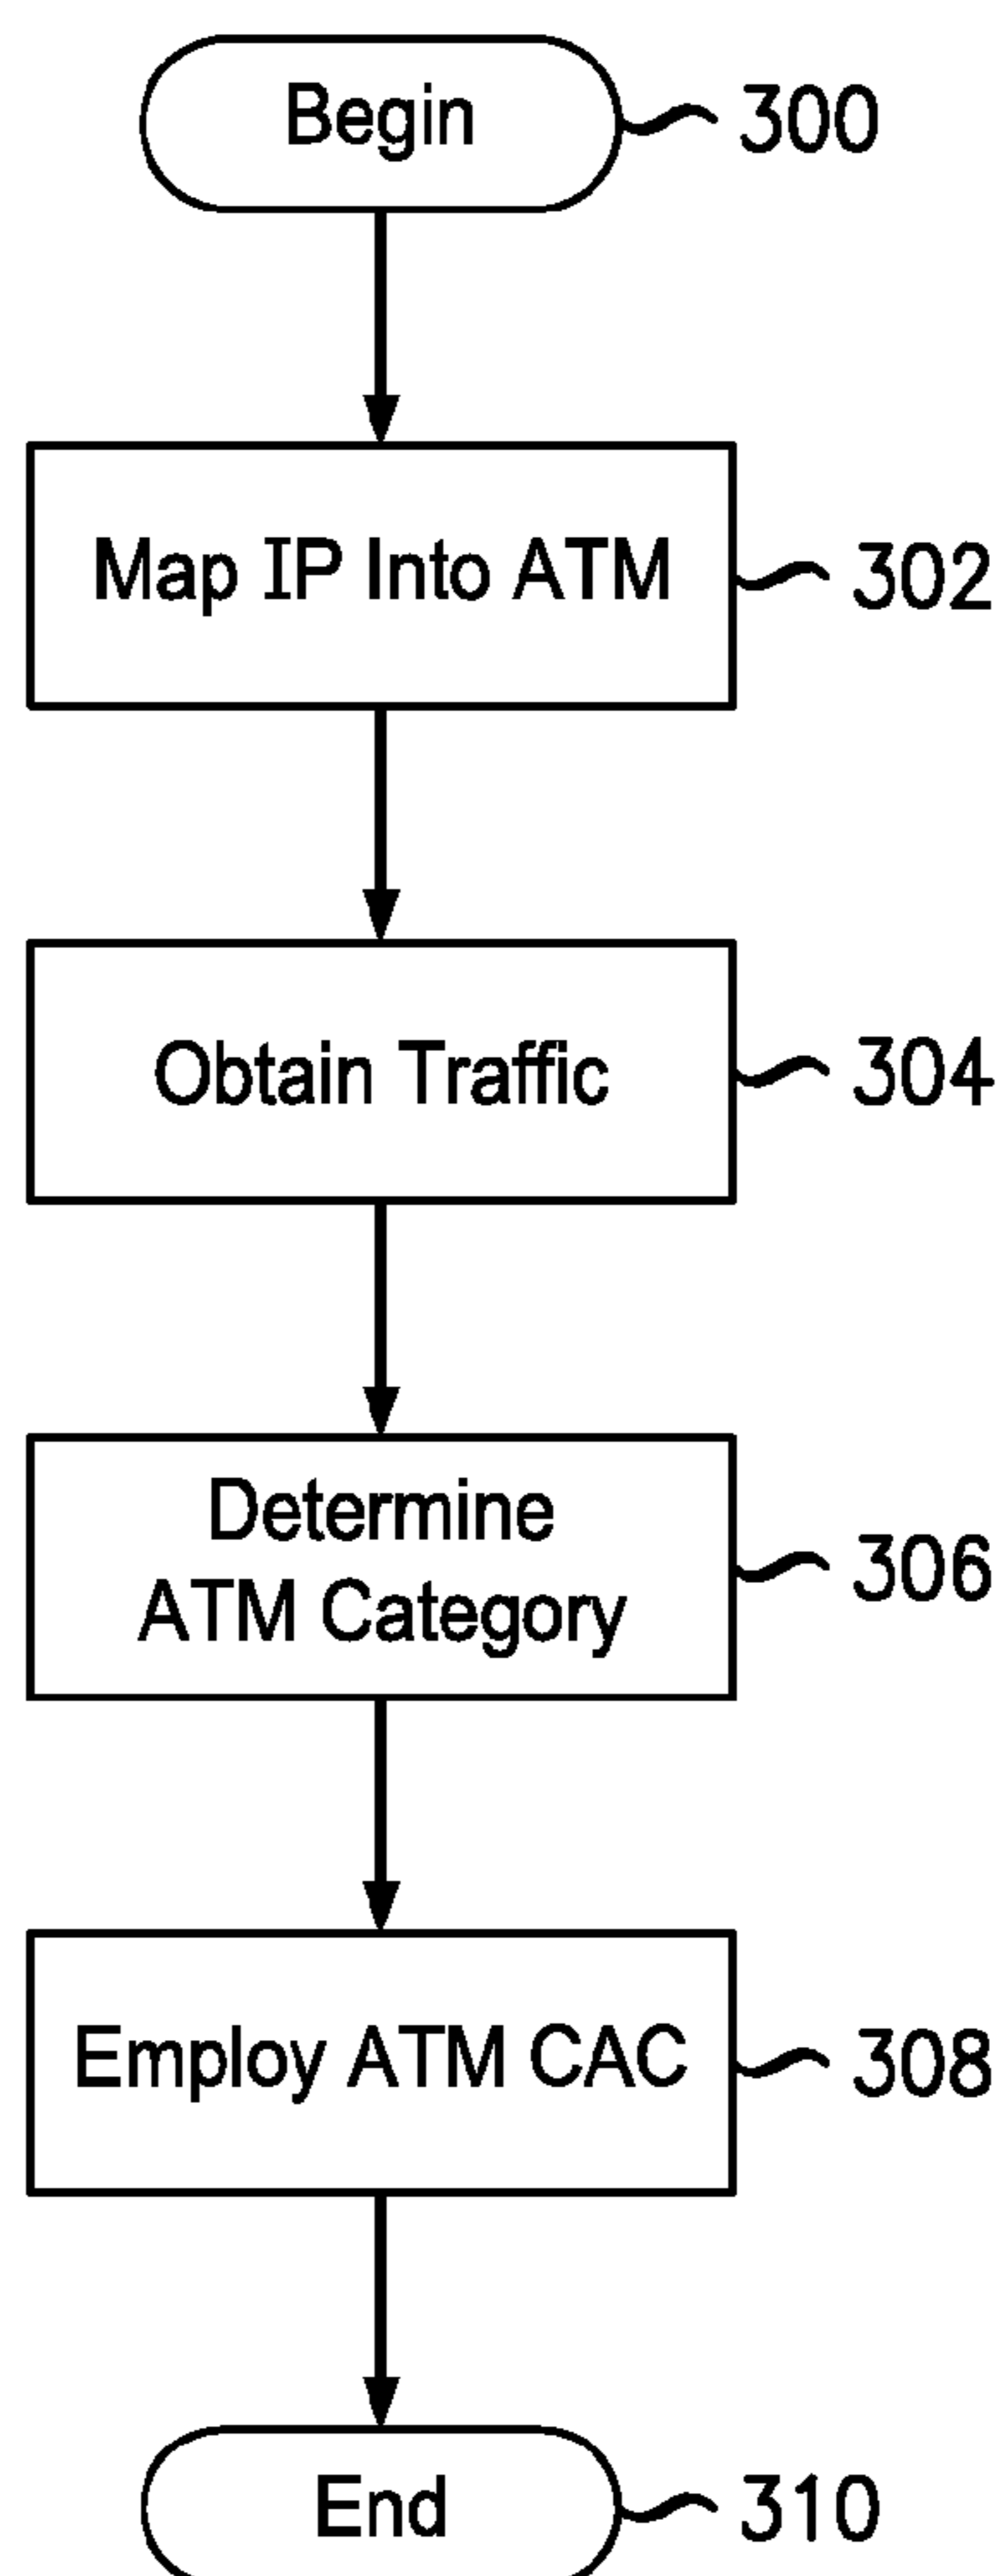 Begin
300
Map IP Into ATM
302
Obtain Traffic
304
Determine
ATM Category
306
Employ ATM CAC
308
End
310